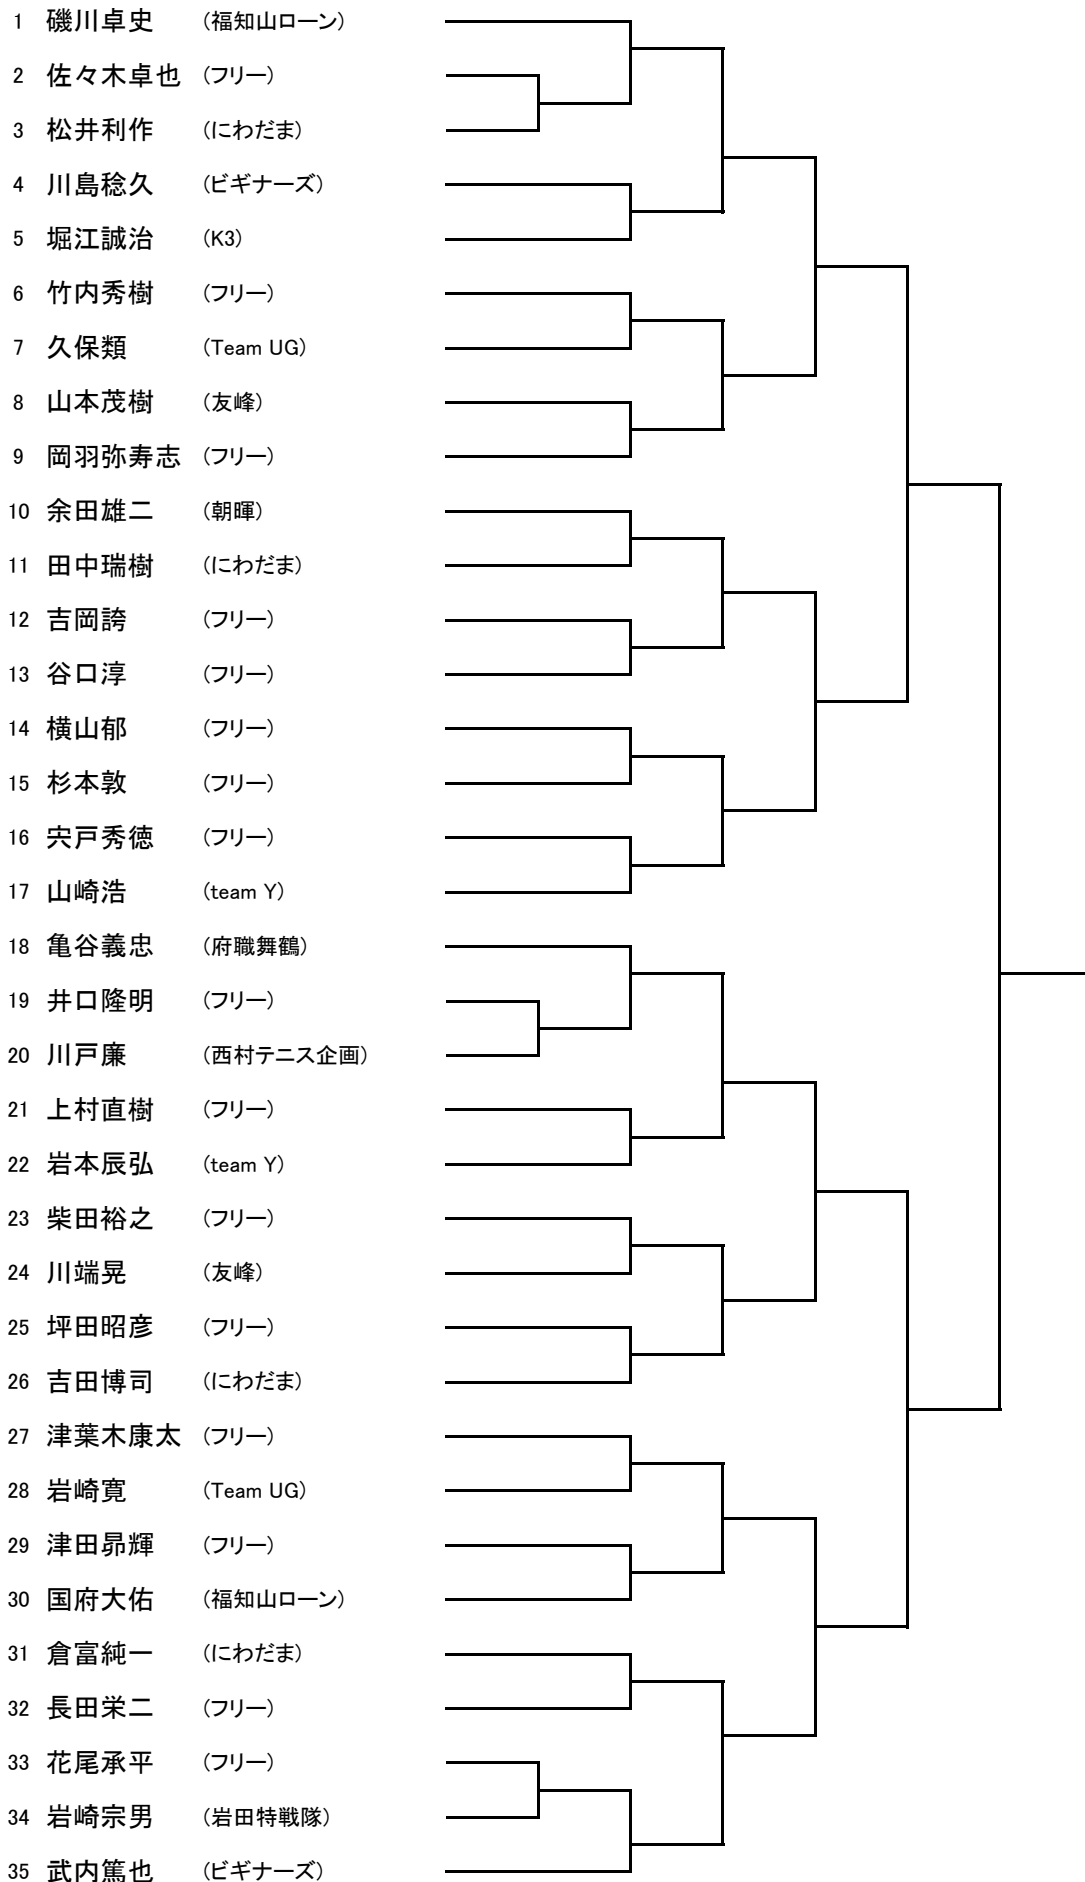 1 磯川卓史 (福知山ローン)
2 佐々木卓也 (フリー)
3 松井利作 (にわだま)
4 川島稔久 (ビギナーズ)
5 堀江誠治 (K3)
6 竹内秀樹 (フリー)
7 久保類 (Team UG)
8 山本茂樹 (友峰)
9 岡羽弥寿志 (フリー)
10 余田雄二 (朝暉)
11 田中瑞樹 (にわだま)
12 吉岡誇 (フリー)
13 谷口淳 (フリー)
14 横山郁 (フリー)
15 杉本敦 (フリー)
16 宍戸秀徳 (フリー)
17 山崎浩 (team Y)
18 亀谷義忠 (府職舞鶴)
19 井口隆明 (フリー)
20 川戸廉 (西村テニス企画)
21 上村直樹 (フリー)
22 岩本辰弘 (team Y)
23 柴田裕之 (フリー)
24 川端晃 (友峰)
25 坪田昭彦 (フリー)
26 吉田博司 (にわだま)
27 津葉木康太 (フリー)
28 岩崎寛 (Team UG)
29 津田昴輝 (フリー)
30 国府大佑 (福知山ローン)
31 倉富純一 (にわだま)
32 長田栄二 (フリー)
33 花尾承平 (フリー)
34 岩崎宗男 (岩田特戦隊)
35 武内篤也 (ビギナーズ)